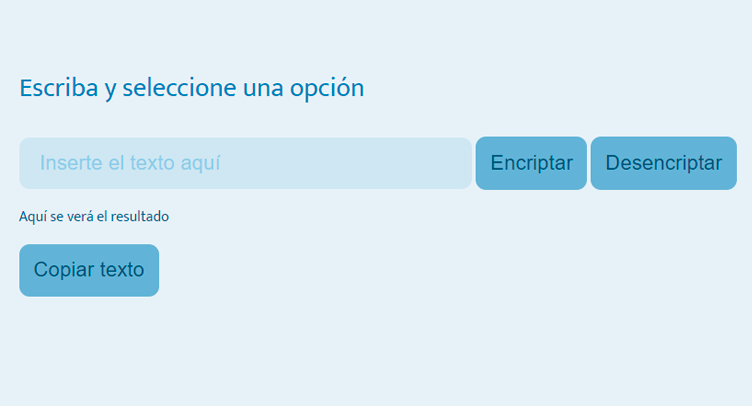 Escriba y seleccione una opción
Inserte el texto aquí Encriptar Desencriptar
Aquí se verá el resultado
Copiar texto